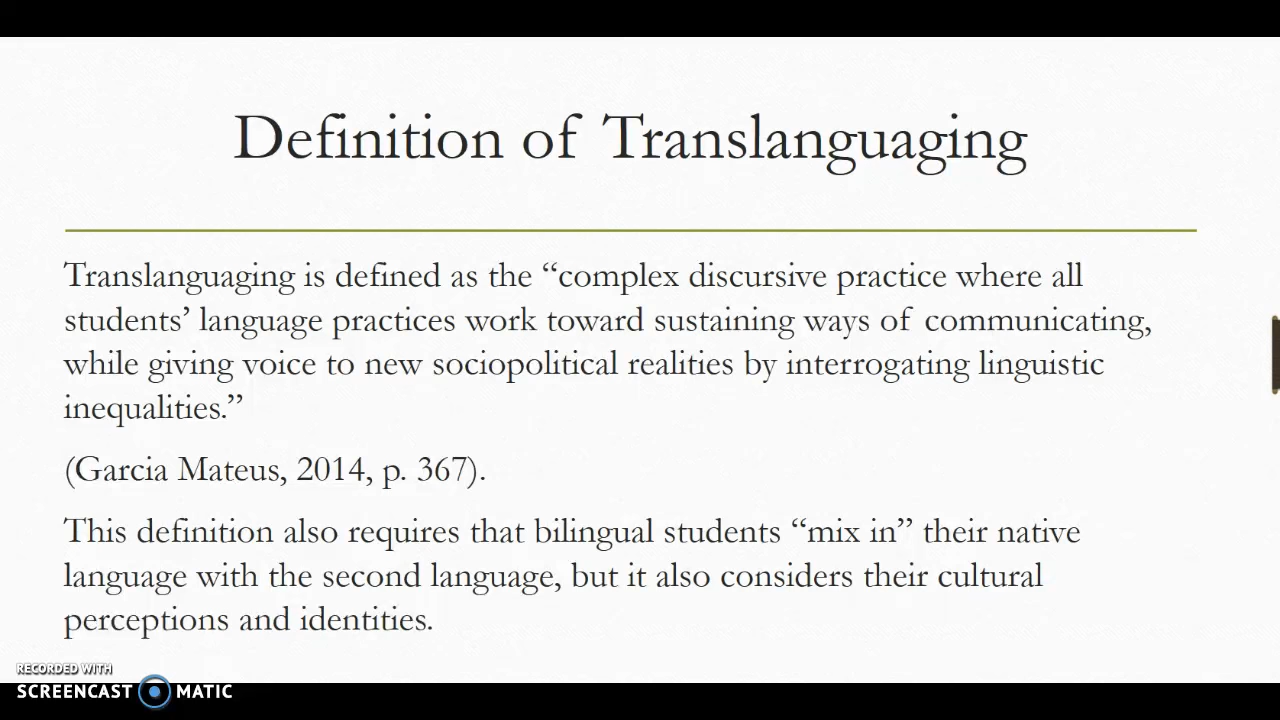 Definition of Translanguaging
Translanguaging is defined as the “complex discursive practice where all
students’ language practices work toward sustaining ways of communicating,
while giving voice to new sociopolitical realities by interrogating linguistic
inequalities.”
(Garcia Mateus, 2014, p. 367).
This definition also requires that bilingual students “mix in” their native
language with the second language, but it also considers their cultural
perceptions and identities.
RECORDED WITH
SCREENCAST MATIC